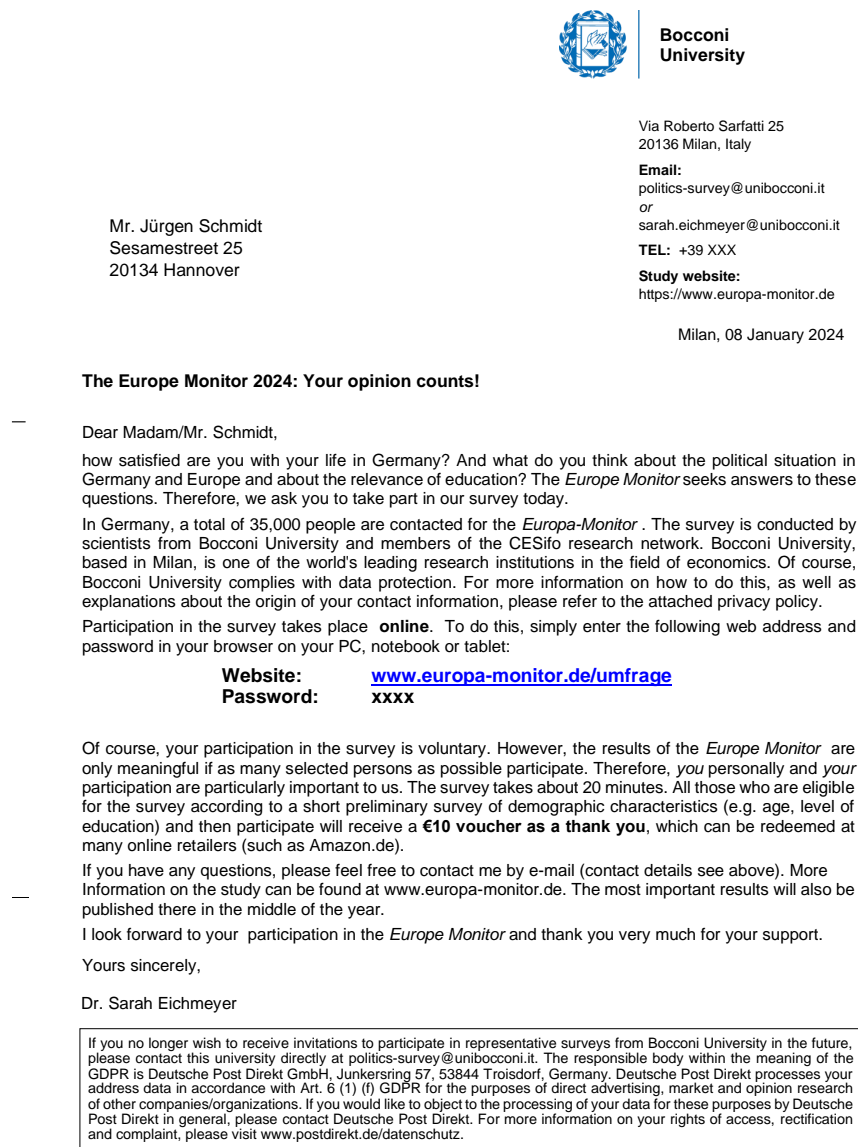 Bocconi
University
Via Roberto Sarfatti 25
20136 Milan, Italy
Email:
politics-survey@unibocconi.it
or
sarah.eichmeyer@unibocconi.it
TEL: +39 XXX
Study website:
https://www.europa-monitor.de
Mr. Jürgen Schmidt
Sesamestreet 25
20134 Hannover
Milan, 08 January 2024
The Europe Monitor 2024: Your opinion counts!
Dear Madam/Mr. Schmidt,
how satisfied are you with your life in Germany? And what do you think about the political situation in
Germany and Europe and about the relevance of education? The Europe Monitor seeks answers to these
questions. Therefore, we ask you to take part in our survey today.
In Germany, a total of 35,000 people are contacted for the Europa-Monitor . The survey is conducted by
scientists from Bocconi University and members of the CESifo research network. Bocconi University,
based in Milan, is one of the world's leading research institutions in the field of economics. Of course,
Bocconi University complies with data protection. For more information on how to do this, as well as
explanations about the origin of your contact information, please refer to the attached privacy policy.
Participation in the survey takes place online. To do this, simply enter the following web address and
password in your browser on your PC, notebook or tablet:
Website: www.europa-monitor.de/umfrage
Password: xxxx
Of course, your participation in the survey is voluntary. However, the results of the Europe Monitor are
only meaningful if as many selected persons as possible participate. Therefore, you personally and your
participation are particularly important to us. The survey takes about 20 minutes. All those who are eligible
for the survey according to a short preliminary survey of demographic characteristics (e.g. age, level of
education) and then participate will receive a €10 voucher as a thank you, which can be redeemed at
many online retailers (such as Amazon.de).
If you have any questions, please feel free to contact me by e-mail (contact details see above). More
Information on the study can be found at www.europa-monitor.de. The most important results will also be
published there in the middle of the year.
I look forward to your participation in the Europe Monitor and thank you very much for your support.
Yours sincerely,
Dr. Sarah Eichmeyer
If you no longer wish to receive invitations to participate in representative surveys from Bocconi University in the future,
please contact this university directly at politics-survey@unibocconi.it. The responsible body within the meaning of the
GDPR is Deutsche Post Direkt GmbH, Junkersring 57, 53844 Troisdorf, Germany. Deutsche Post Direkt processes your
address data in accordance with Art. 6 (1) (f) GDPR for the purposes of direct advertising, market and opinion research
of other companies/organizations. If you would like to object to the processing of your data for these purposes by Deutsche
Post Direkt in general, please contact Deutsche Post Direkt. For more information on your rights of access, rectification
and complaint, please visit www.postdirekt.de/datenschutz.